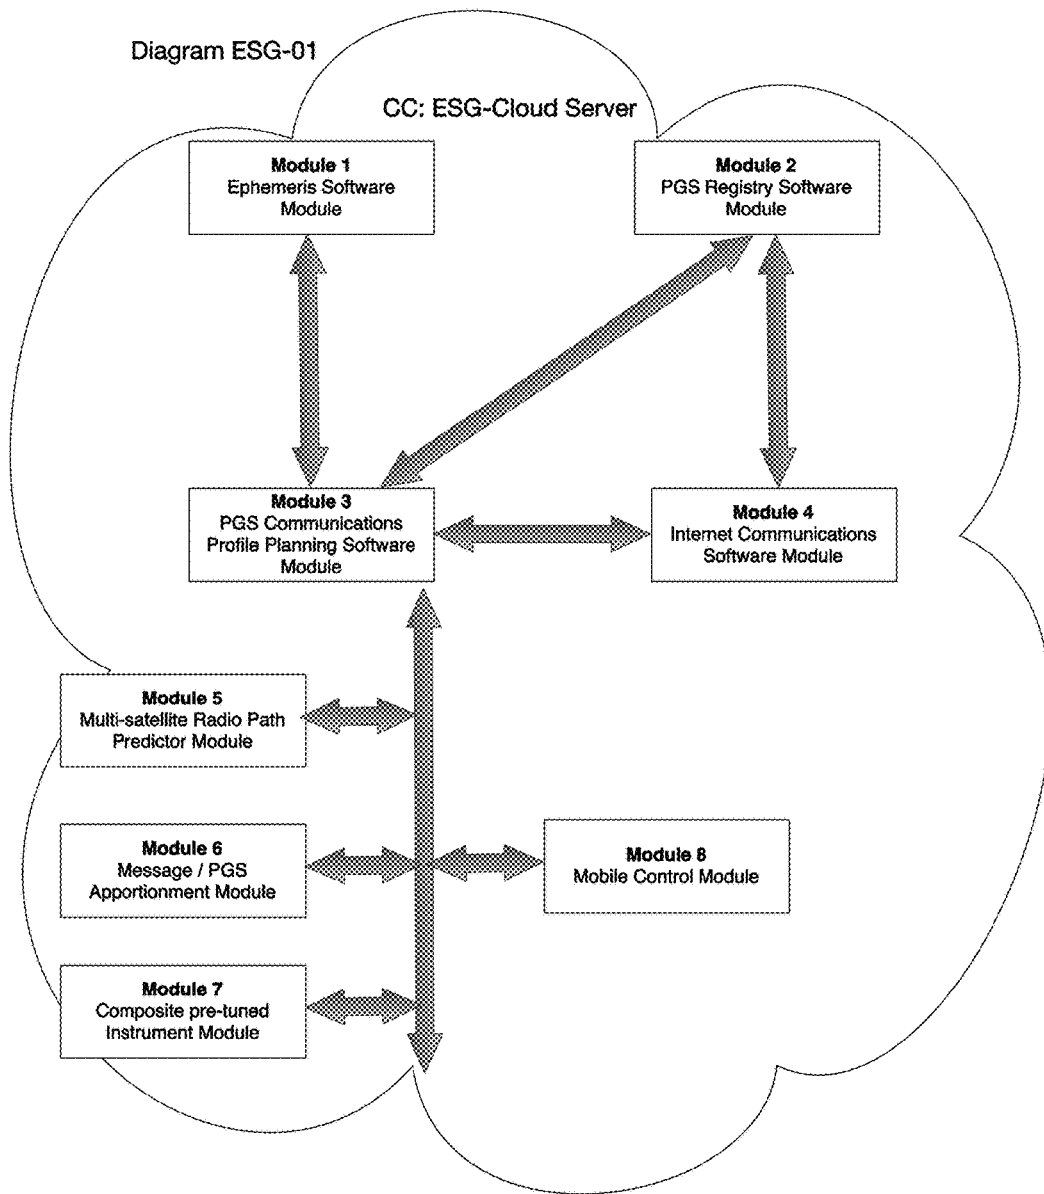 Diagram ESG-01
CC: ESG-Cloud Server
Module 1
Ephemeris Software
Module
Module 2
PGS Registry Software
Module
Module 3
PGS Communications
Profile Planning Software
Module
Module 4
Internet Communications
Software Module
Module 5
Multi-satellite Radio Path
Predictor Module
Module 6
Message / PGS
Apportionment Module
Module 8
Mobile Control Module
Module 7
Composite pre-tuned
Instrument Module